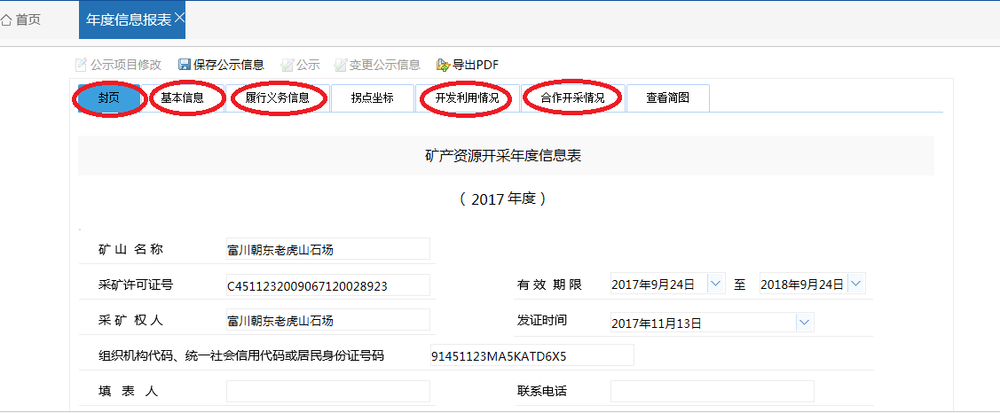 首页 年度信息报表
公示项目修改 保存公示信息 公示 变更公示信息 导出PDF
封页 基本信息 履行义务信息 拐点坐标 开发利用情况 合作开采情况 查看简图
矿产资源开采年度信息表
（ 2017 年度 ）
矿 山 名 称 富川朝东老虎山石场
采矿许可证号 C4511232009067120028923 有 效 期 限 2017年9月24日 至 2018年9月24日
采 矿 权 人 富川朝东老虎山石场 发证时间 2017年11月13日
组织机构代码、统一社会信用代码或居民身份证号码 91451123MA5KATD6X5
填 表 人 联系电话